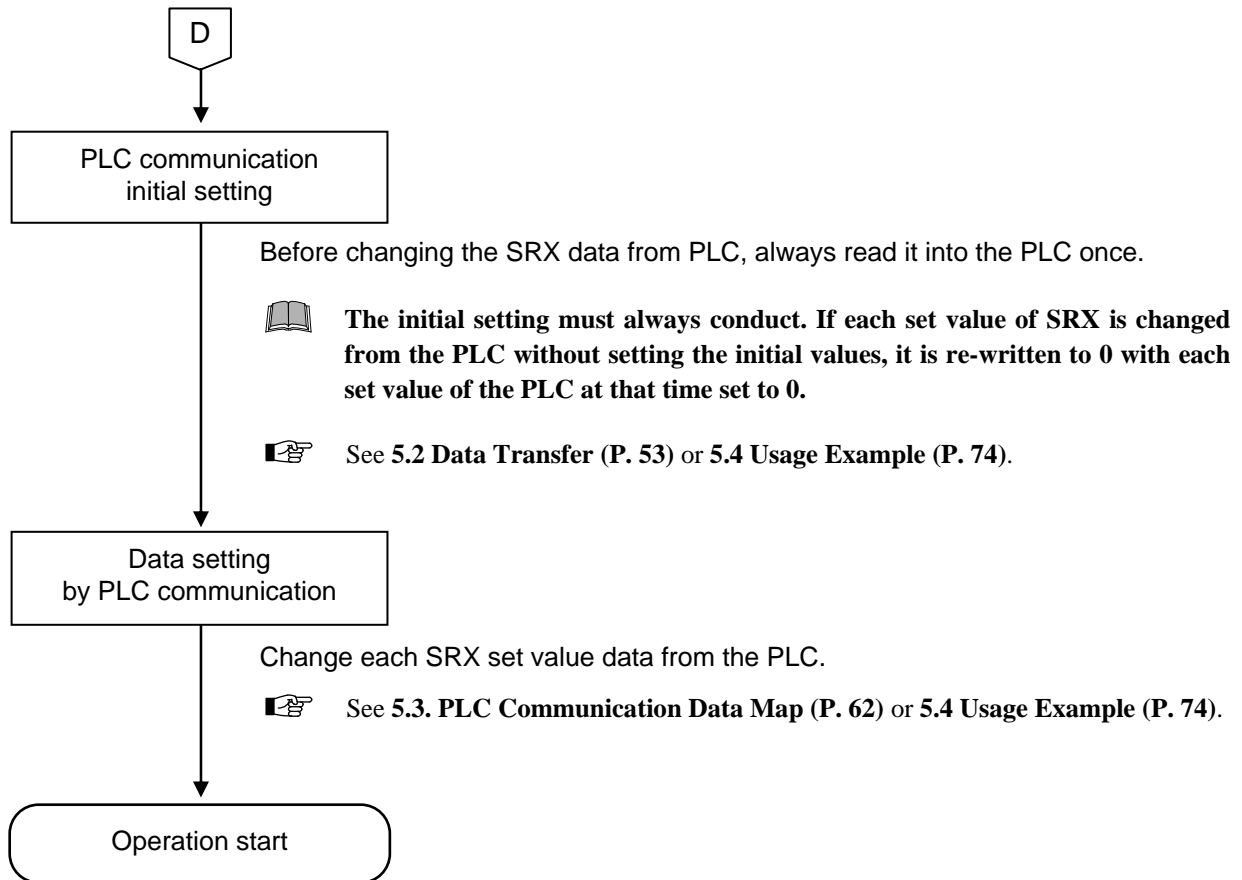 D
PLC communication
initial setting
Before changing the SRX data from PLC, always read it into the PLC once.
The initial setting must always conduct. If each set value of SRX is changed
from the PLC without setting the initial values, it is re-written to 0 with each
set value of the PLC at that time set to 0.
See 5.2 Data Transfer (P. 53) or 5.4 Usage Example (P. 74).
Data setting
by PLC communication
Change each SRX set value data from the PLC.
See 5.3. PLC Communication Data Map (P. 62) or 5.4 Usage Example (P. 74).
Operation start